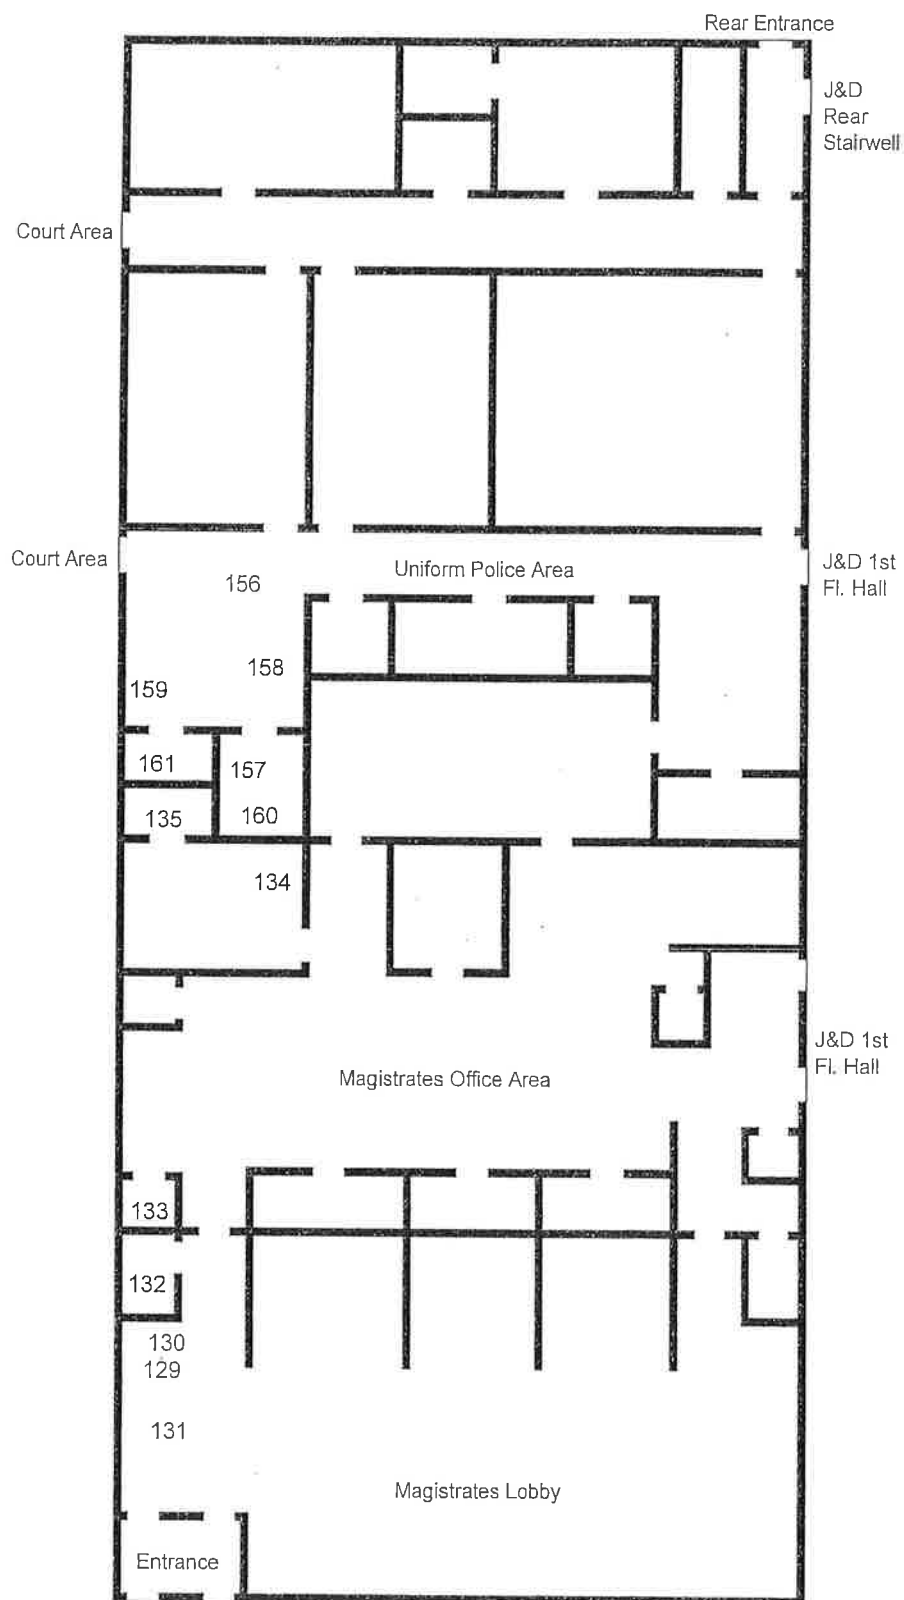 Rear Entrance
J&D
Rear
Stairwell
Court Area
Court Area
Uniform Police Area
J&D 1st
Fl. Hall
156
158
159
161
157
135
160
134
J&D 1st
Fl. Hall
Magistrates Office Area
133
132
130
129
131
Magistrates Lobby
Entrance